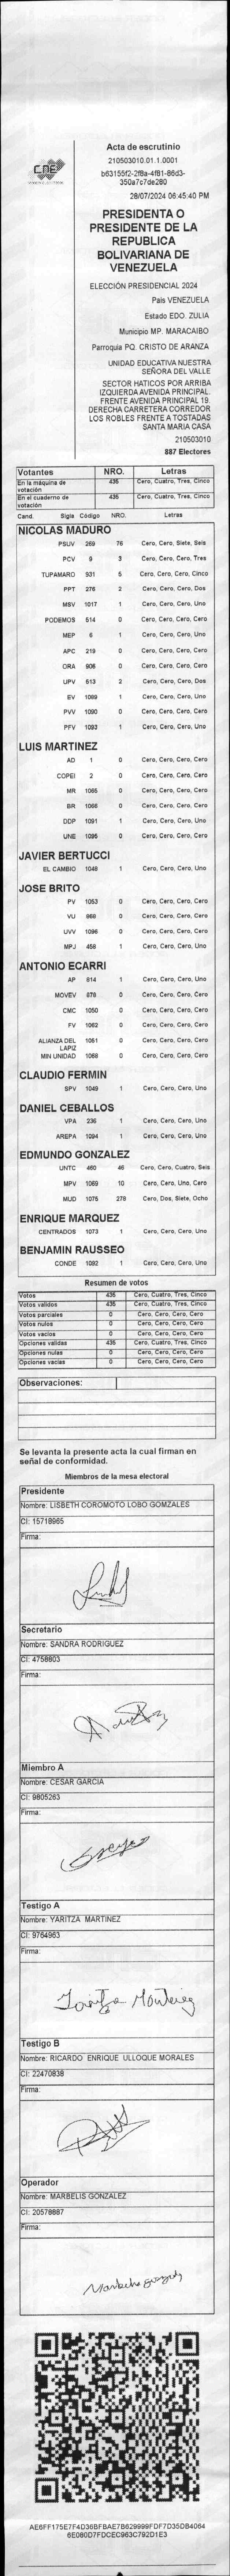 CNE
Acta de escrutinio
210503010.01.1.0001
b63155f2-2f8a-4f81-86d3-
350a7c7de280
28/07/2024 06:45:40 PM
PRESIDENTA O
PRESIDENTE DE LA
REPUBLICA
BOLIVARIANA DE
VENEZUELA
ELECCIÓN PRESIDENCIAL 2024
Pais VENEZUELA
Estado EDO. ZULIA
Municipio MP. MARACAIBO
Parroquia PQ. CRISTO DE ARANZA
UNIDAD EDUCATIVA NUESTRA
SEÑORA DEL VALLE
SECTOR HATICOS POR ARRIBA
IZQUIERDA AVENIDA PRINCIPAL.
FRENTE AVENIDA PRINCIPAL 19.
DERECHA CARRETERA CORREDOR
LOS ROBLES FRENTE A TOSTADAS
SANTA MARIA CASA
210503010
887 Electores
Votantes NRO. Letras
En la máquina de votación 435 Cero, Cuatro, Tres, Cinco
En el cuaderno de votación 435 Cero, Cuatro, Tres, Cinco
Cand. Sigla Código NRO. Letras
NICOLAS MADURO
PSUV 269 76 Cero, Cero, Siete, Seis
PCV 9 3 Cero, Cero, Cero, Tres
TUPAMARO 931 5 Cero, Cero, Cero, Cinco
PPT 276 2 Cero, Cero, Cero, Dos
MSV 1017 1 Cero, Cero, Cero, Uno
PODEMOS 514 0 Cero, Cero, Cero, Cero
MEP 6 1 Cero, Cero, Cero, Uno
APC 219 0 Cero, Cero, Cero, Cero
ORA 906 0 Cero, Cero, Cero, Cero
UPV 513 2 Cero, Cero, Cero, Dos
EV 1089 1 Cero, Cero, Cero, Uno
PVV 1090 0 Cero, Cero, Cero, Cero
PFV 1093 1 Cero, Cero, Cero, Uno
LUIS MARTINEZ
AD 1 0 Cero, Cero, Cero, Cero
COPEI 2 0 Cero, Cero, Cero, Cero
MR 1065 0 Cero, Cero, Cero, Cero
BR 1066 0 Cero, Cero, Cero, Cero
DDP 1091 1 Cero, Cero, Cero, Uno
UNE 1095 0 Cero, Cero, Cero, Cero
JAVIER BERTUCCI
EL CAMBIO 1048 1 Cero, Cero, Cero, Uno
JOSE BRITO
PV 1053 0 Cero, Cero, Cero, Cero
VU 868 0 Cero, Cero, Cero, Cero
UVV 1096 0 Cero, Cero, Cero, Cero
MPJ 458 1 Cero, Cero, Cero, Uno
ANTONIO ECARRI
AP 814 1 Cero, Cero, Cero, Uno
MOVEV 878 0 Cero, Cero, Cero, Cero
CMC 1050 0 Cero, Cero, Cero, Cero
FV 1062 0 Cero, Cero, Cero, Cero
ALIANZA DEL LAPIZ 1051 0 Cero, Cero, Cero, Cero
MIN UNIDAD 1068 0 Cero, Cero, Cero, Cero
CLAUDIO FERMIN
SPV 1049 1 Cero, Cero, Cero, Uno
DANIEL CEBALLOS
VPA 236 1 Cero, Cero, Cero, Uno
AREPA 1094 1 Cero, Cero, Cero, Uno
EDMUNDO GONZALEZ
UNTC 460 46 Cero, Cero, Cuatro, Seis
MPV 1069 10 Cero, Cero, Uno, Cero
MUD 1075 278 Cero, Dos, Siete, Ocho
ENRIQUE MARQUEZ
CENTRADOS 1073 1 Cero, Cero, Cero, Uno
BENJAMIN RAUSSEO
CONDE 1092 1 Cero, Cero, Cero, Uno
Resumen de votos
Votos 435 Cero, Cuatro, Tres, Cinco
Votos validos 435 Cero, Cuatro, Tres, Cinco
Votos parciales 0 Cero, Cero, Cero, Cero
Votos nulos 0 Cero, Cero, Cero, Cero
Votos vacios 0 Cero, Cero, Cero, Cero
Opciones validas 435 Cero, Cuatro, Tres, Cinco
Opciones nulas 0 Cero, Cero, Cero, Cero
Opciones vacias 0 Cero, Cero, Cero, Cero
Observaciones:
Se levanta la presente acta la cual firman en
señal de conformidad.
Miembros de la mesa electoral
Presidente
Nombre: LISBETH COROMOTO LOBO GOMZALES
CI: 15718965
Firma:
Secretario
Nombre: SANDRA RODRIGUEZ
CI: 4758803
Firma:
Miembro A
Nombre: CESAR GARCIA
CI: 9805263
Firma:
Testigo A
Nombre: YARITZA MARTINEZ
CI: 9764963
Firma:
Testigo B
Nombre: RICARDO ENRIQUE ULLOQUE MORALES
CI: 22470838
Firma:
Operador
Nombre: MARBELIS GONZALEZ
CI: 20578887
Firma:
AE6FF175E7F4D36BFBAE7B629999FDF7D35DB4064
6E080D7FDCEC963C792D1E3